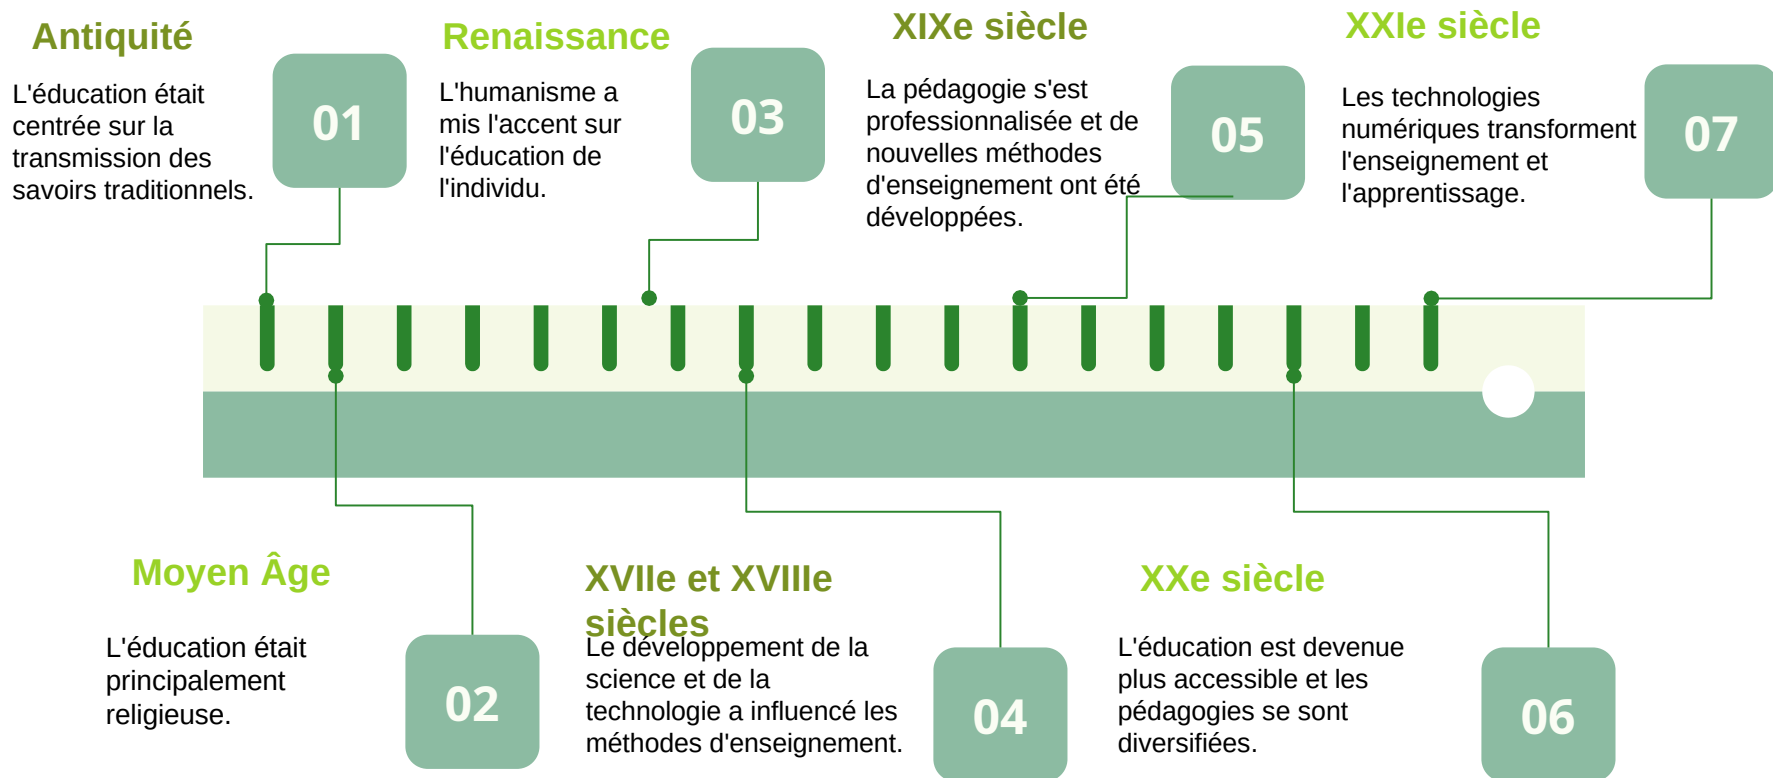 Antiquité
L'éducation était
centrée sur la
transmission des
savoirs traditionnels.
01
Renaissance
L'humanisme a
mis l'accent sur
l'éducation de
l'individu.
03
XIXe siècle
La pédagogie s'est
professionnalisée et de
nouvelles méthodes
d'enseignement ont été
développées.
05
XXIe siècle
Les technologies
numériques transforment
l'enseignement et
l'apprentissage.
07
Moyen Âge
L'éducation était
principalement
religieuse.
02
XVIIe et XVIIIe
siècles
Le développement de la
science et de la
technologie a influencé les
méthodes d'enseignement.
04
XXe siècle
L'éducation est devenue
plus accessible et les
pédagogies se sont
diversifiées.
06